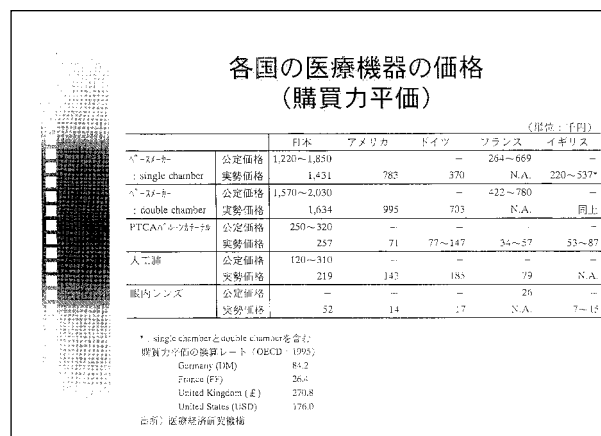 各国の医療機器の価格
(購買力平価)
(単位：千円)
日本 アメリカ ドイツ フランス イギリス
ペースメーカー 公定価格 1,220～1,850 － 264～669 －
：single chamber 実勢価格 1,431 783 370 N.A. 220～537*
ペースメーカー 公定価格 1,570～2,030 － 422～780 －
：double chamber 実勢価格 1,634 995 703 N.A. 同上
PTCAバルーンカテーテル 公定価格 250～320 － － － －
実勢価格 257 71 77～147 34～57 53～87
人工 公定価格 120～310 － － －
実勢価格 219 143 185 79 N.A.
眼内レンズ 公定価格 － － － 26 －
実勢価格 52 14 17 N.A. 7～15
*：single chamberとdouble chamberを含む
購買力平価の換算レート（OECD 1995）
Germany (DM) 84.2
France (FF) 26.4
United Kingdom (£) 270.8
United States (USD) 176.0
出所）医療経済研究機構